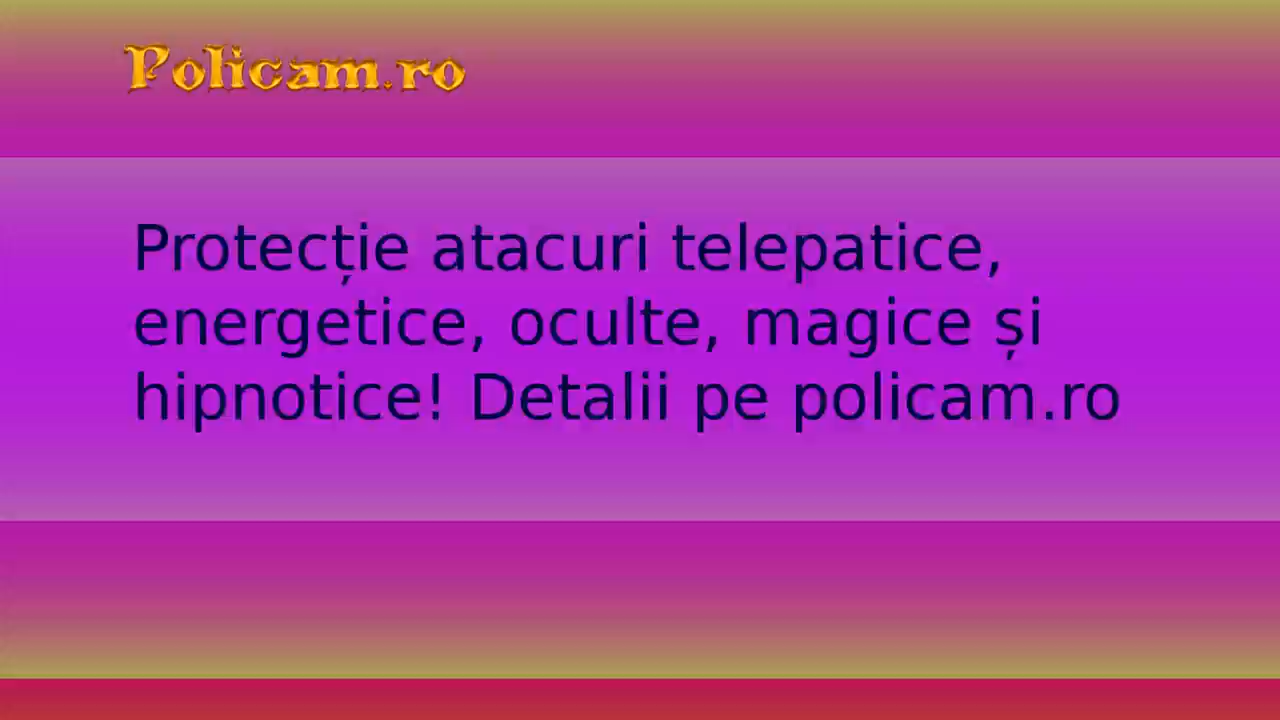 Policam.ro
Protecție atacuri telepatice,
energetice, oculte, magice și
hipnotice! Detalii pe policam.ro